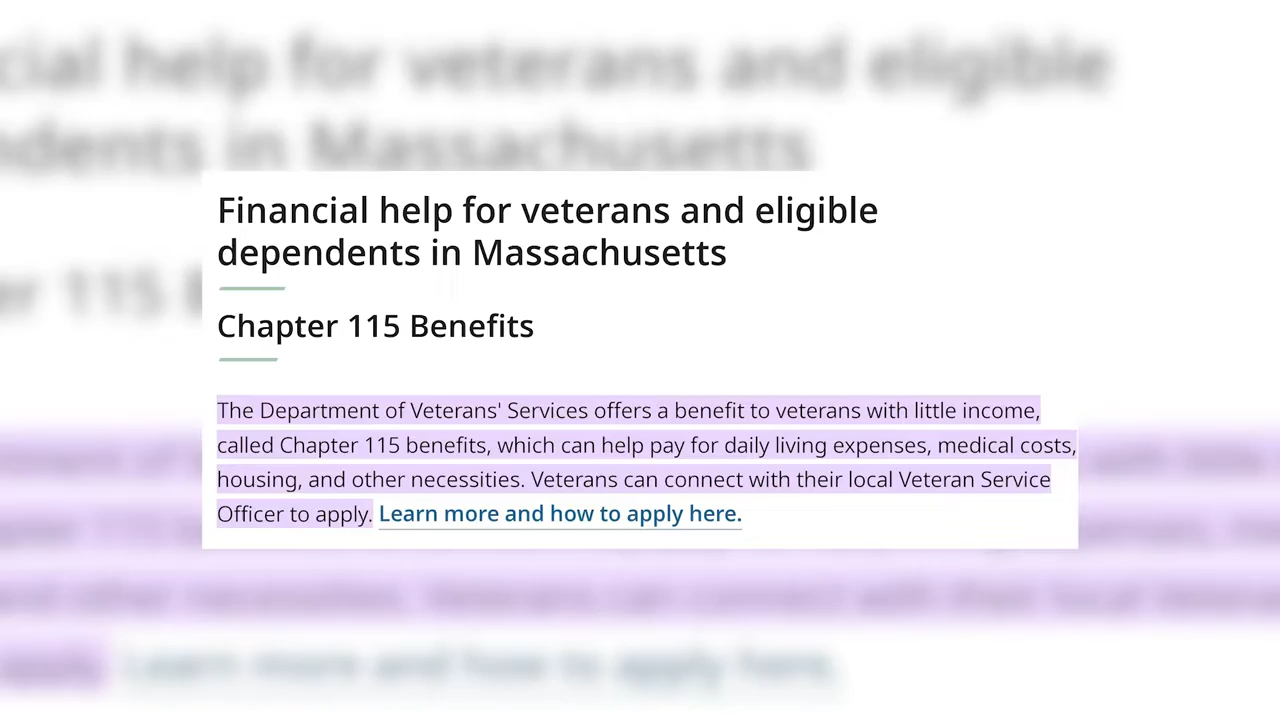 Financial help for veterans and eligible
dependents in Massachusetts
Chapter 115 Benefits
The Department of Veterans' Services offers a benefit to veterans with little income,
called Chapter 115 benefits, which can help pay for daily living expenses, medical costs,
housing, and other necessities. Veterans can connect with their local Veteran Service
Officer to apply. Learn more and how to apply here.